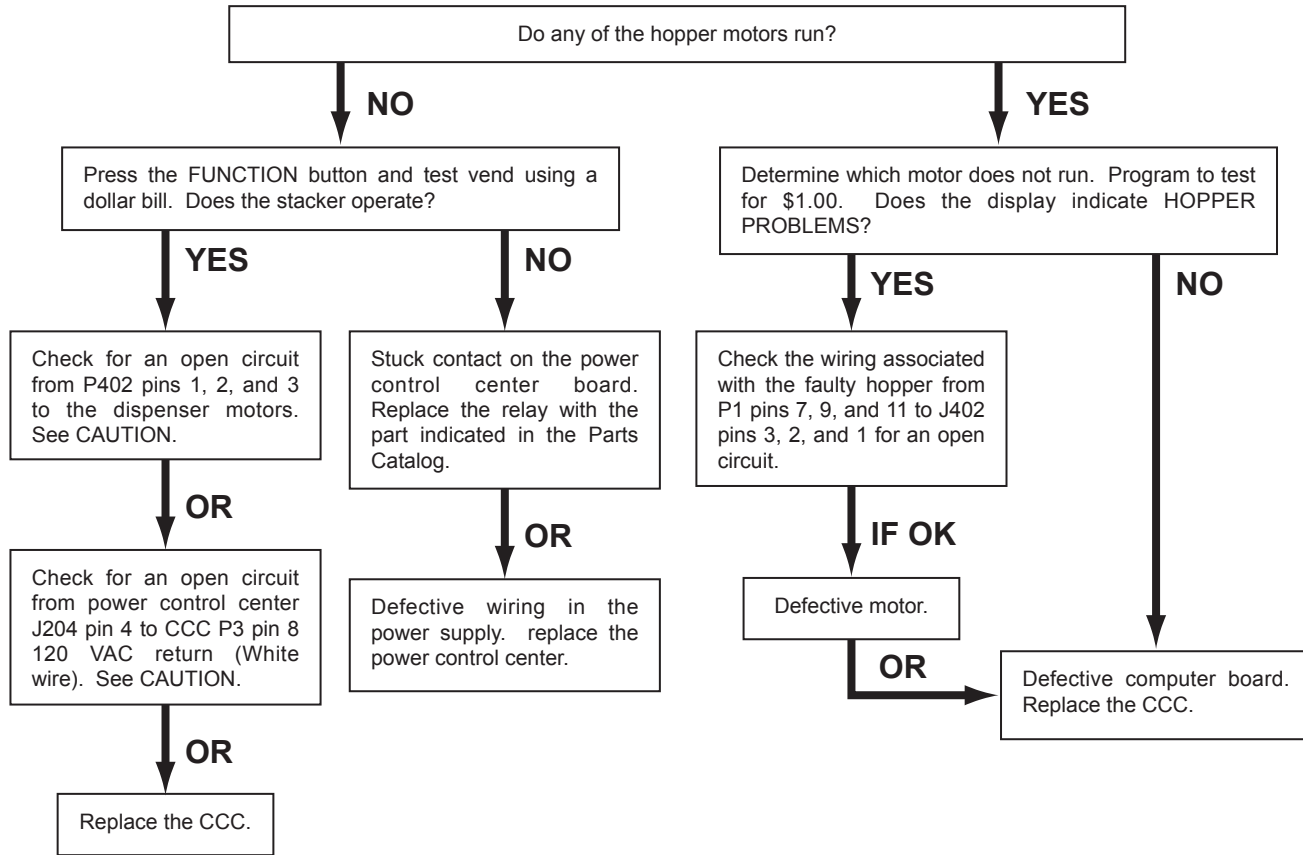 Do any of the hopper motors run?
NO
YES
Press the FUNCTION button and test vend using a
dollar bill. Does the stacker operate?
Determine which motor does not run. Program to test
for $1.00. Does the display indicate HOPPER
PROBLEMS?
YES
NO
YES
NO
Check for an open circuit
from P402 pins 1, 2, and 3
to the dispenser motors.
See CAUTION.
Stuck contact on the power
control center board.
Replace the relay with the
part indicated in the Parts
Catalog.
Check the wiring associated
with the faulty hopper from
P1 pins 7, 9, and 11 to J402
pins 3, 2, and 1 for an open
circuit.
OR
OR
IF OK
Check for an open circuit
from power control center
J204 pin 4 to CCC P3 pin 8
120 VAC return (White
wire). See CAUTION.
Defective wiring in the
power supply. replace the
power control center.
Defective motor.
OR
Defective computer board.
Replace the CCC.
OR
Replace the CCC.